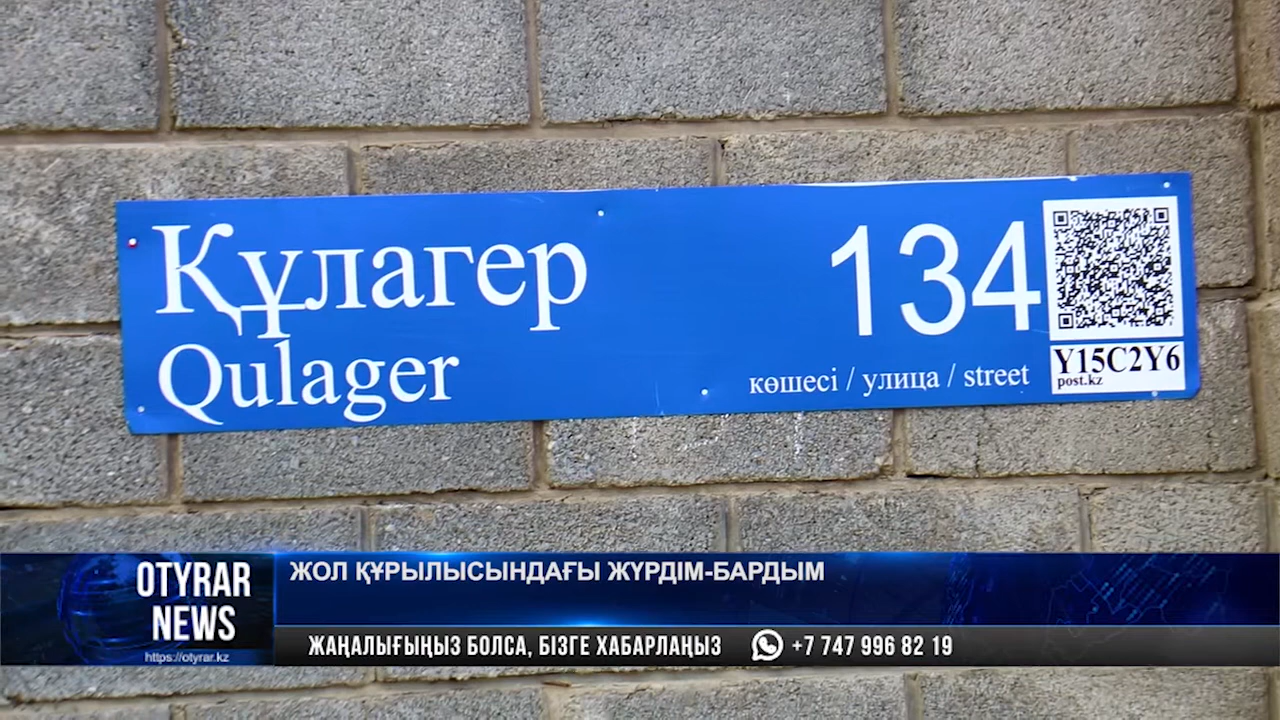 Құлагер
Qulager
134
көшесі / улица / street
Y15C2Y6
post.kz
OTYRAR
NEWS
https://otyrar.kz
ЖОЛ ҚҰРЫЛЫСЫНДАҒЫ ЖҮРДІМ-БАРДЫМ
ЖАҢАЛЫҒЫҢЫЗ БОЛСА, БІЗГЕ ХАБАРЛАҢЫЗ +7 747 996 82 19